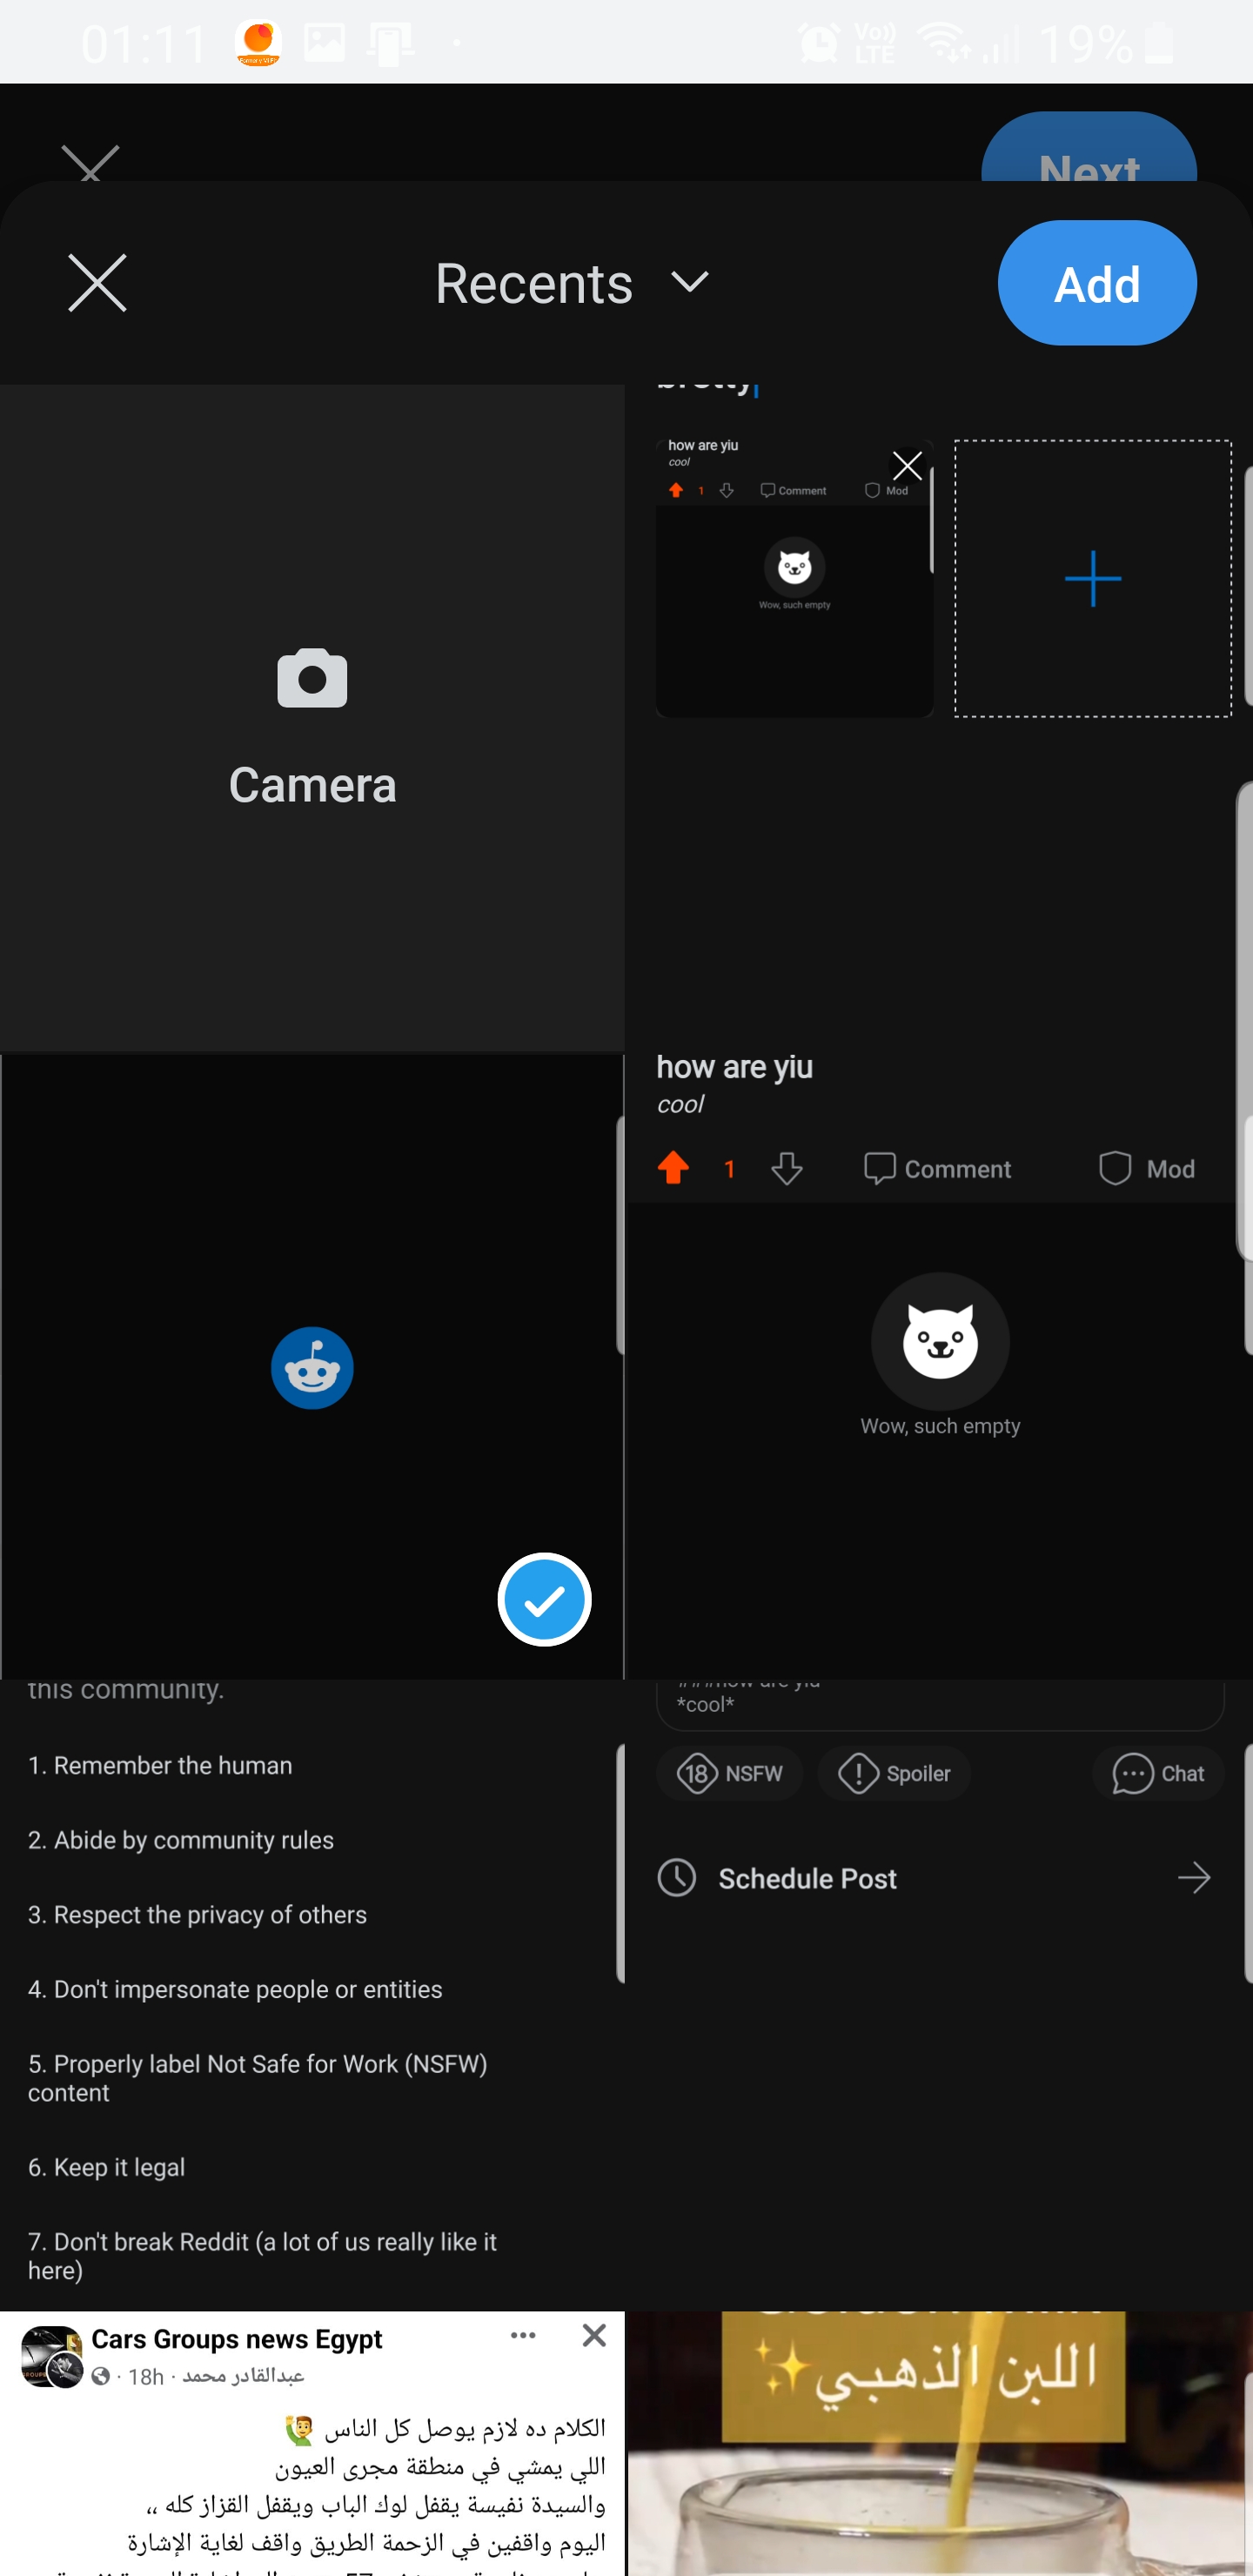 01:11
Vo))
LTE
19%
Next
Recents
Add
Camera
how are yiu
cool
1
Comment
Mod
Wow, such empty
how are yiu
cool
1
Comment
Mod
Wow, such empty
this community.
1. Remember the human
2. Abide by community rules
3. Respect the privacy of others
4. Don't impersonate people or entities
5. Properly label Not Safe for Work (NSFW)
content
6. Keep it legal
7. Don't break Reddit (a lot of us really like it
here)
*cool*
18 NSFW
Spoiler
Chat
Schedule Post
Cars Groups news Egypt
18h · عبدالقادر محمد
الكلام ده لازم يوصل كل الناس 🙋‍♂️
اللي يمشي في منطقة مجرى العيون
والسيدة نفيسة يقفل لوك الباب ويقفل القزاز كله ،،
اليوم واقفين في الزحمة الطريق واقف لغاية الإشارة
اللبن الذهبي✨